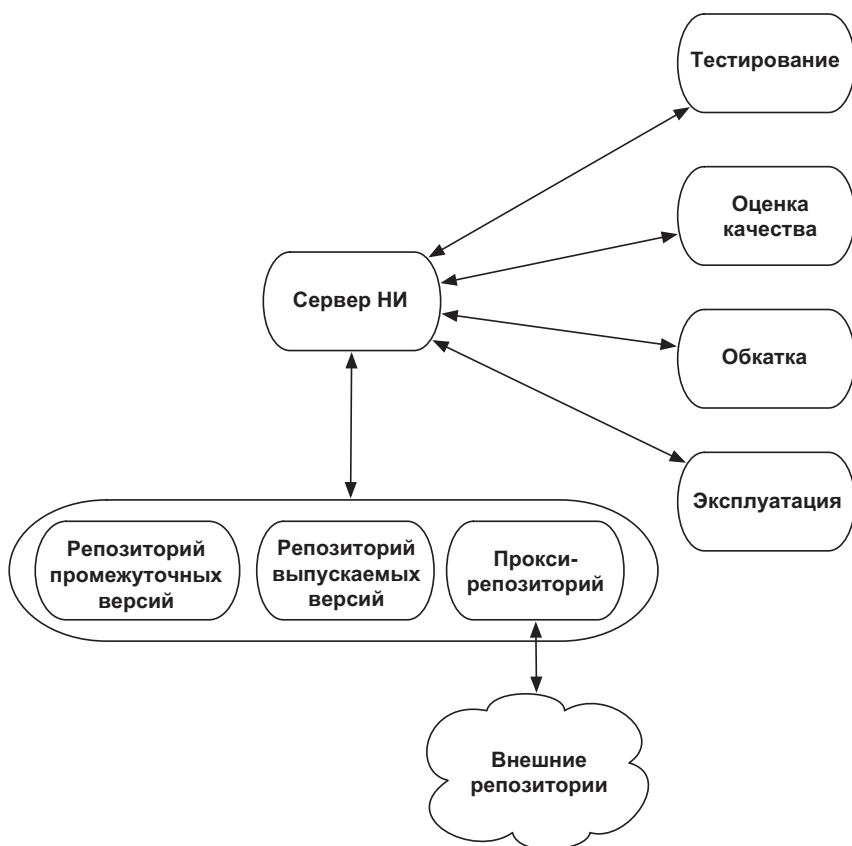 Тестирование
Оценка
качества
Сервер НИ
Обкатка
Эксплуатация
Репозиторий
промежуточных
версий
Репозиторий
выпускаемых
версий
Прокси-
репозиторий
Внешние
репозитории